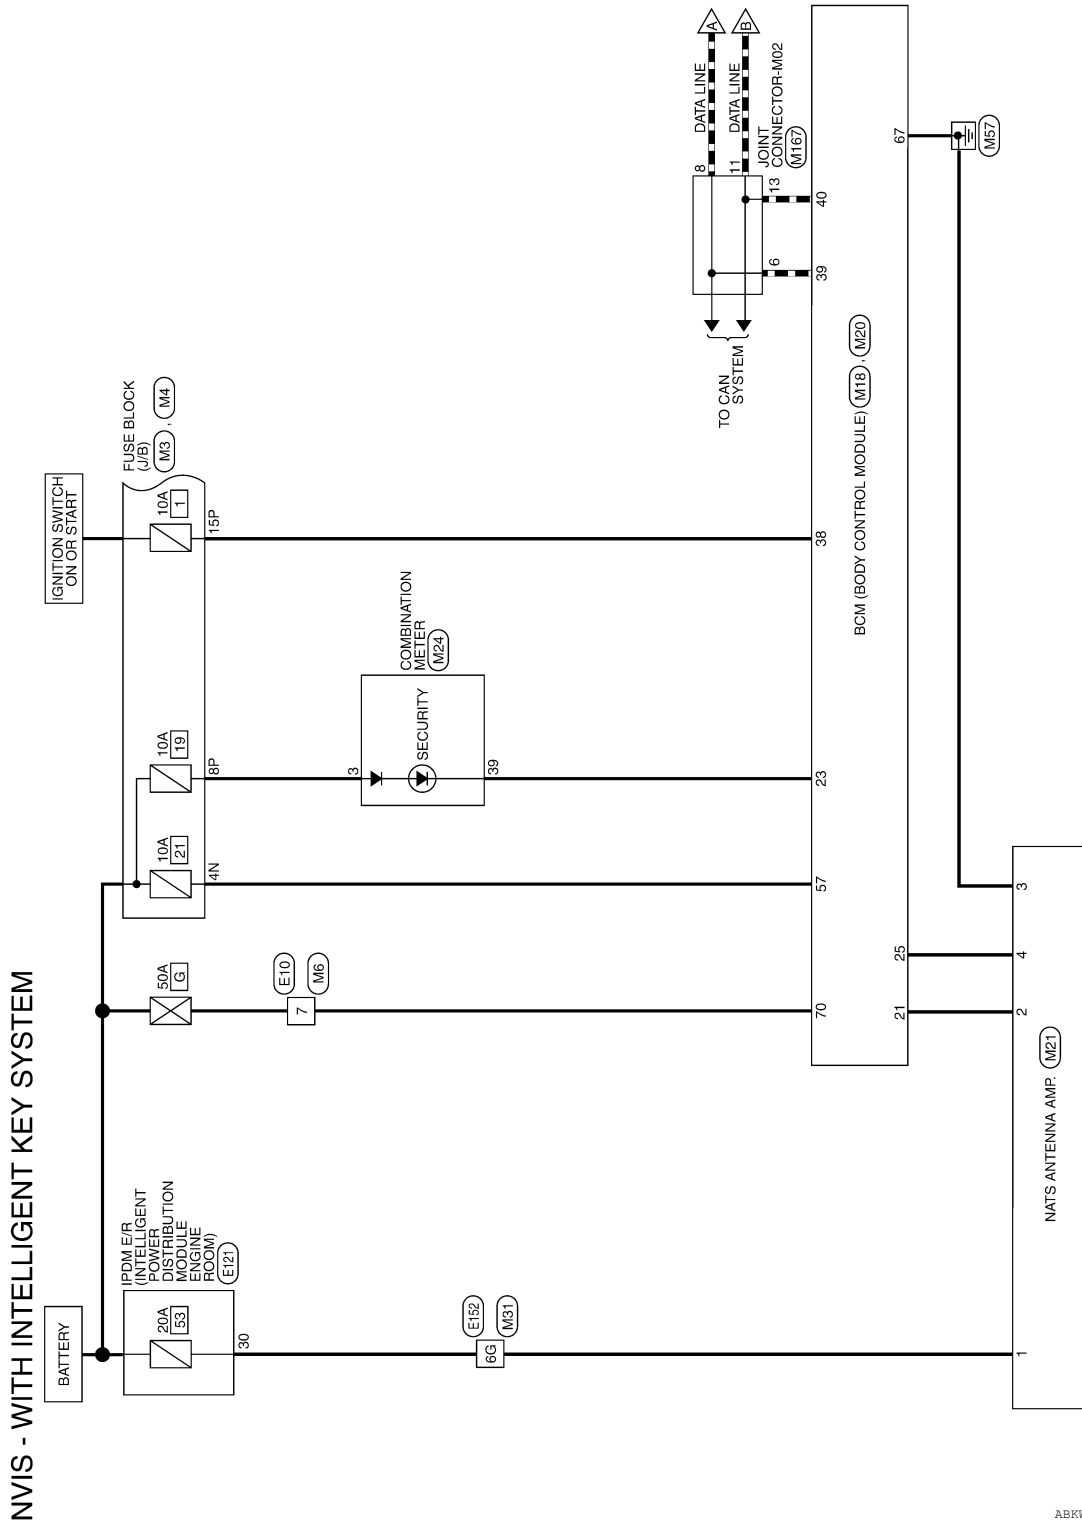 NVIS - WITH INTELLIGENT KEY SYSTEM
BATTERY
IGNITION SWITCH
ON OR START
IPDM E/R
(INTELLIGENT
POWER
DISTRIBUTION
MODULE
ENGINE
ROOM)
E121
20A
53
30
50A
G
10A
21
4N
10A
19
8P
10A
1
15P
FUSE BLOCK
(J/B)
M3 , M4
E152
6G
M31
E10
7
M6
3
COMBINATION
METER
M24
SECURITY
39
8
DATA LINE
A
11
DATA LINE
B
JOINT
CONNECTOR-M02
M167
6
13
TO CAN
SYSTEM
70
57
23
38
39
40
BCM (BODY CONTROL MODULE) M18 , M20
21
25
67
M57
1
2
4
3
NATS ANTENNA AMP. M21